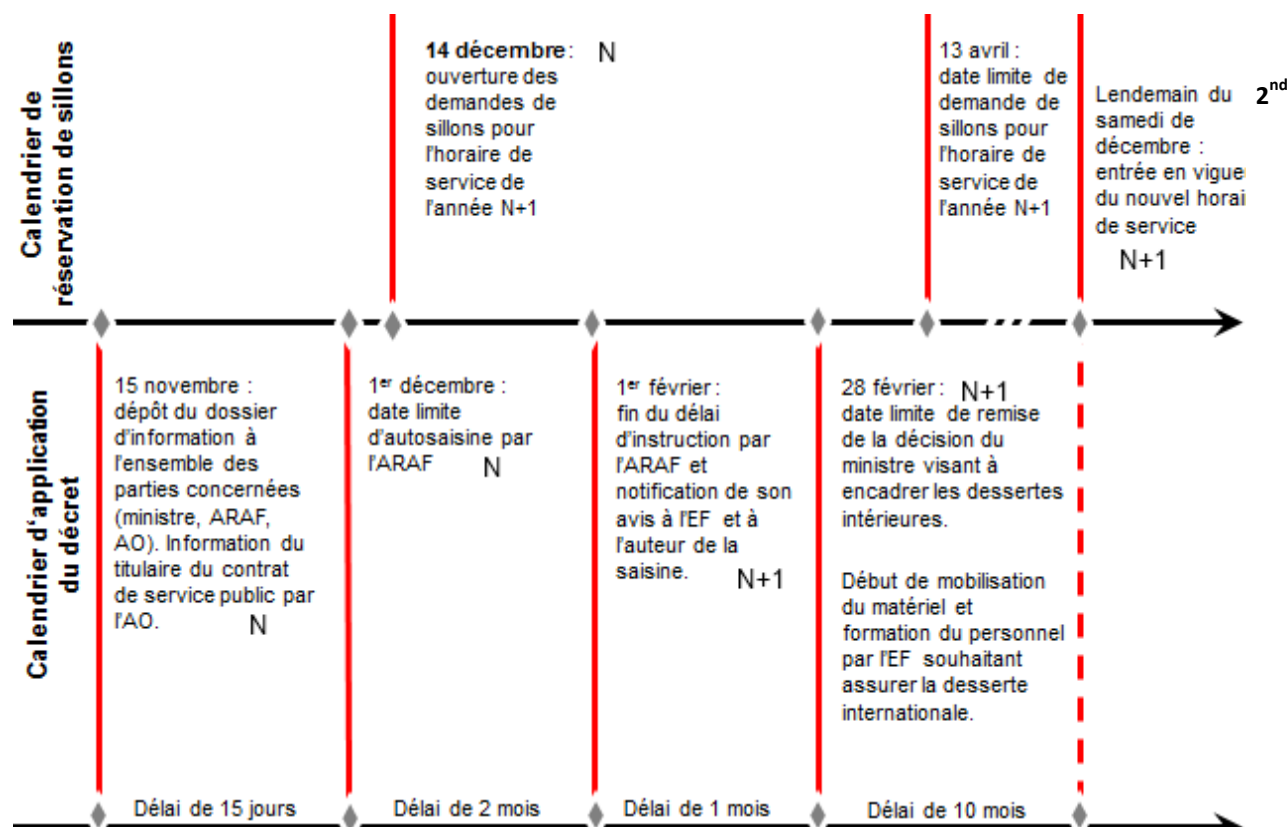 Calendrier de
réservation de sillons
14 décembre : N
ouverture des
demandes de
sillons pour
l'horaire de
service de
l'année N+1
13 avril :
date limite de
demande de
sillons pour
l'horaire de
service de
l'année N+1
Lendemain du 2nd
samedi de
décembre :
entrée en vigue
du nouvel horai
de service
N+1
Calendrier d'application
du décret
15 novembre :
dépôt du dossier
d'information à
l'ensemble des
parties concernées
(ministre, ARAF,
AO). Information du
titulaire du contrat
de service public par
l'AO. N
1er décembre :
date limite
d'autosaisine par
l'ARAF N
1er février :
fin du délai
d'instruction par
l'ARAF et
notification de son
avis à l'EF et à
l'auteur de la
saisine. N+1
28 février : N+1
date limite de remise
de la décision du
ministre visant à
encadrer les dessertes
intérieures.
Début de mobilisation
du matériel et
formation du personnel
par l'EF souhaitant
assurer la desserte
internationale.
Délai de 15 jours
Délai de 2 mois
Délai de 1 mois
Délai de 10 mois